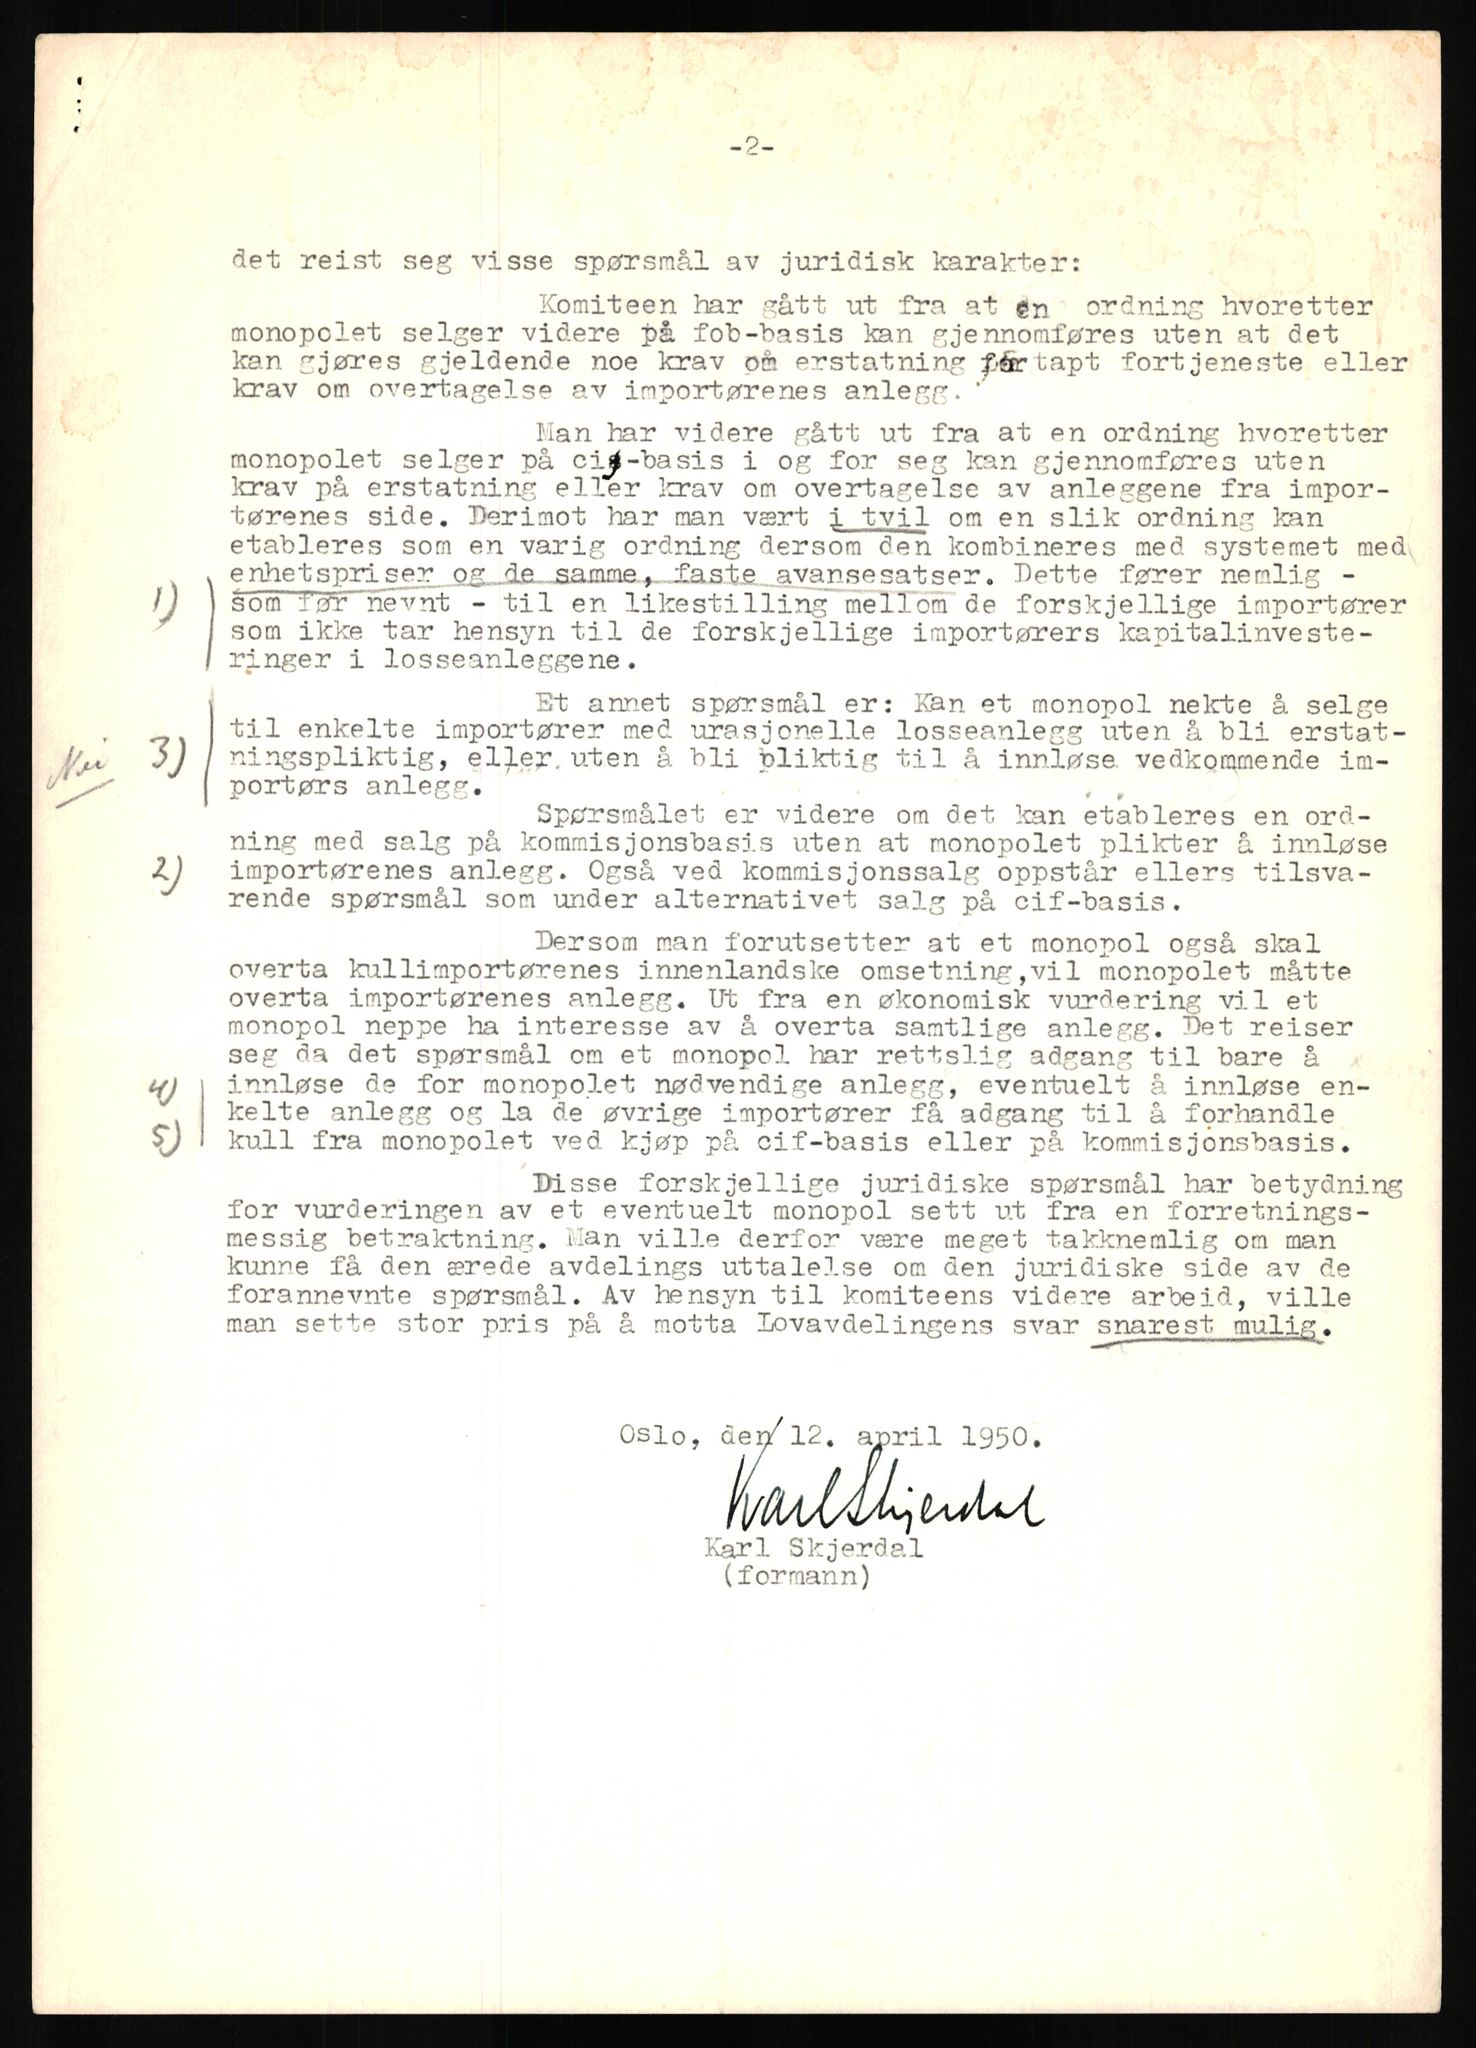 -2-
det reist seg visse spørsmål av juridisk karakter:
Komiteen har gått ut fra at en ordning hvoretter
monopolet selger videre på fob-basis kan gjennomføres uten at det
kan gjøres gjeldende noe krav om erstatning for tapt fortjeneste eller
krav om overtagelse av importørenes anlegg.
Man har videre gått ut fra at en ordning hvoretter
monopolet selger på cif-basis i og for seg kan gjennomføres uten
krav på erstatning eller krav om overtagelse av anleggene fra impor-
tørenes side. Derimot har man vært i tvil om en slik ordning kan
etableres som en varig ordning dersom den kombineres med systemet med
enhetspriser og de samme, faste avansesatser. Dette fører nemlig -
1) som før nevnt - til en likestilling mellom de forskjellige importører
som ikke tar hensyn til de forskjellige importørers kapitalinveste-
ringer i losseanleggene.
Et annet spørsmål er: Kan et monopol nekte å selge
til enkelte importører med urasjonelle losseanlegg uten å bli erstat-
Nei 3) ningspliktig, eller uten å bli pliktig til å innløse vedkommende im-
portørs anlegg.
Spørsmålet er videre om det kan etableres en ord-
ning med salg på kommisjonsbasis uten at monopolet plikter å innløse
2) importørenes anlegg. Også ved kommisjonssalg oppstår ellers tilsva-
rende spørsmål som under alternativet salg på cif-basis.
Dersom man forutsetter at et monopol også skal
overta kullimportørenes innenlandske omsetning, vil monopolet måtte
overta importørenes anlegg. Ut fra en økonomisk vurdering vil et
monopol neppe ha interesse av å overta samtlige anlegg. Det reiser
seg da det spørsmål om et monopol har rettslig adgang til bare å
4) innløse de for monopolet nødvendige anlegg, eventuelt å innløse en-
kelte anlegg og la de øvrige importører få adgang til å forhandle
5) kull fra monopolet ved kjøp på cif-basis eller på kommisjonsbasis.
Disse forskjellige juridiske spørsmål har betydning
for vurderingen av et eventuelt monopol sett ut fra en forretnings-
messig betraktning. Man ville derfor være meget takknemlig om man
kunne få den ærede avdelings uttalelse om den juridiske side av de
forannevnte spørsmål. Av hensyn til komiteens videre arbeid, ville
man sette stor pris på å motta Lovavdelingens svar snarest mulig.
Oslo, den 12. april 1950.
Karl Skjerdal
Karl Skjerdal
(formann)